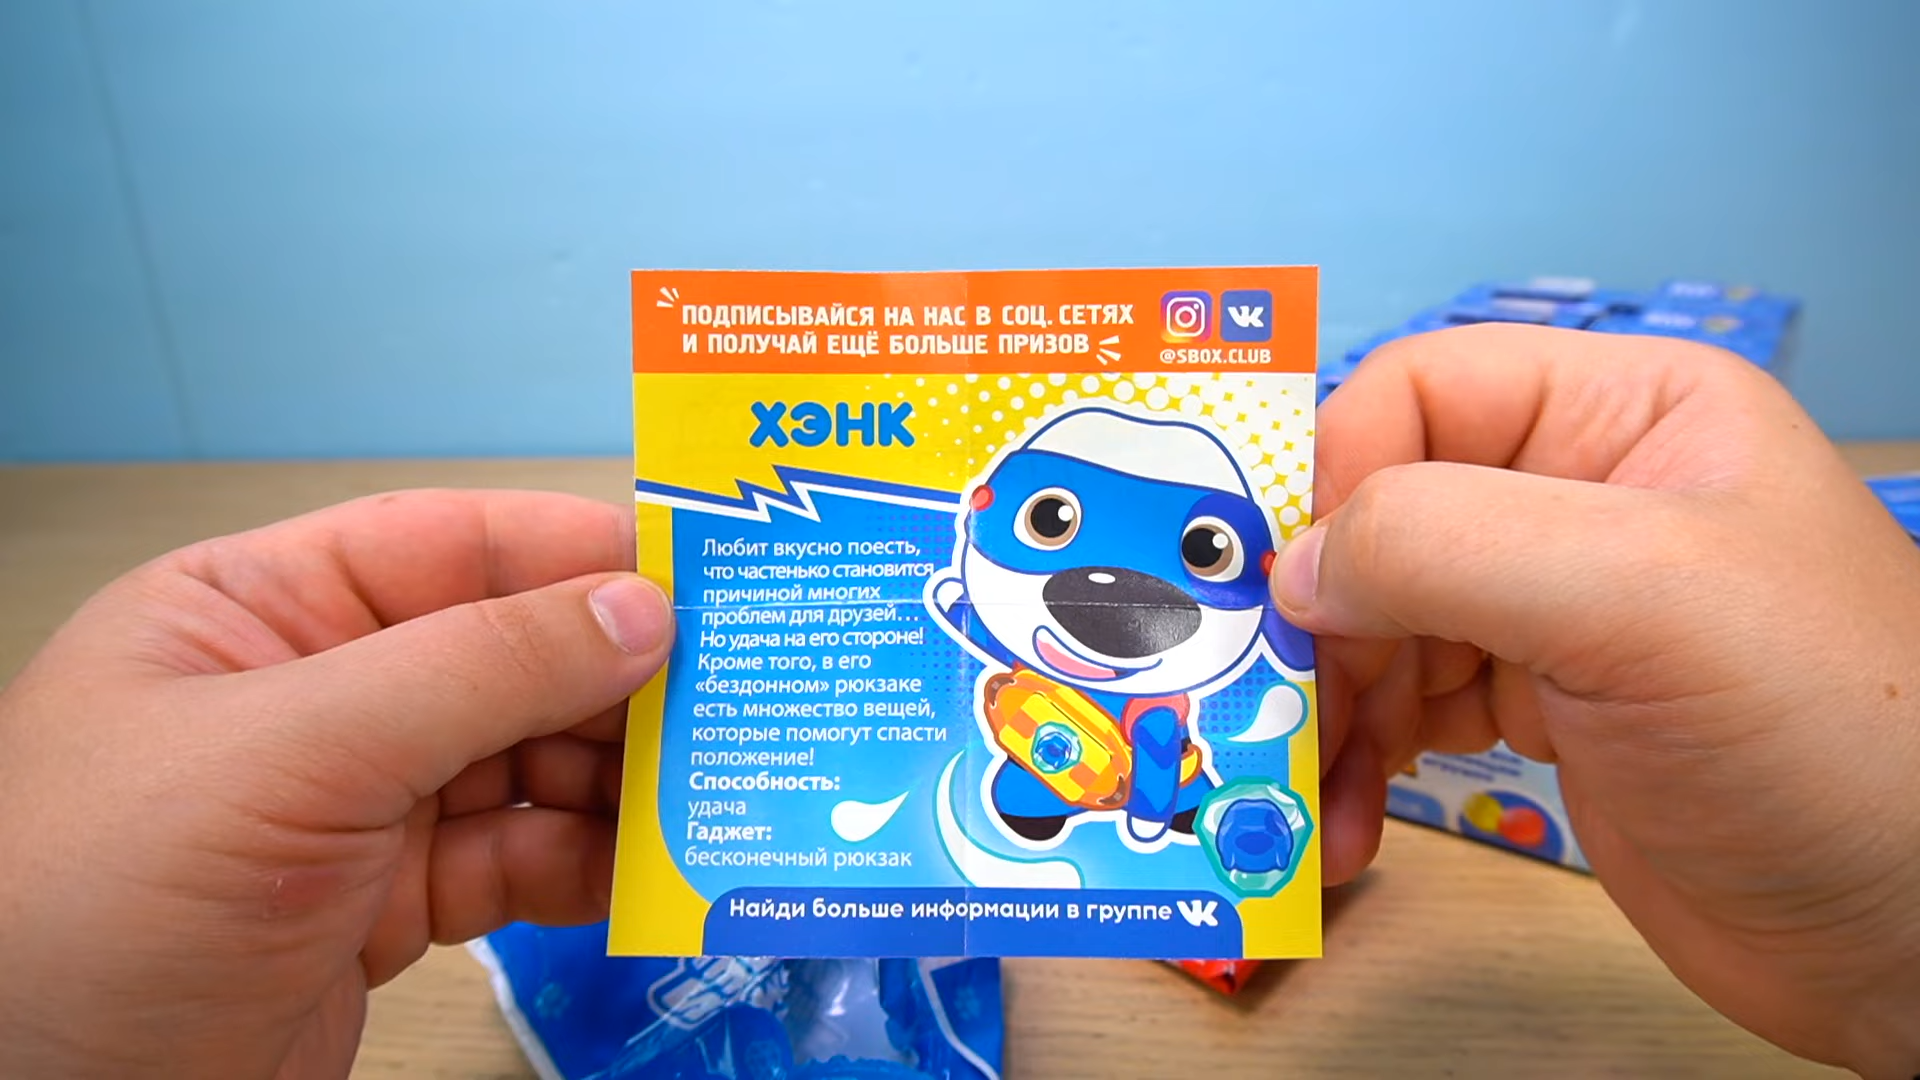 ПОДПИСЫВАЙСЯ НА НАС В СОЦ. СЕТЯХ
И ПОЛУЧАЙ ЕЩЁ БОЛЬШЕ ПРИЗОВ
@SBOX.CLUB
ХЭНК
Любит вкусно поесть,
что частенько становится
причиной многих
проблем для друзей...
Но удача на его стороне!
Кроме того, в его
«бездонном» рюкзаке
есть множество вещей,
которые помогут спасти
положение!
Способность:
удача
Гаджет:
бесконечный рюкзак
Найди больше информации в группе